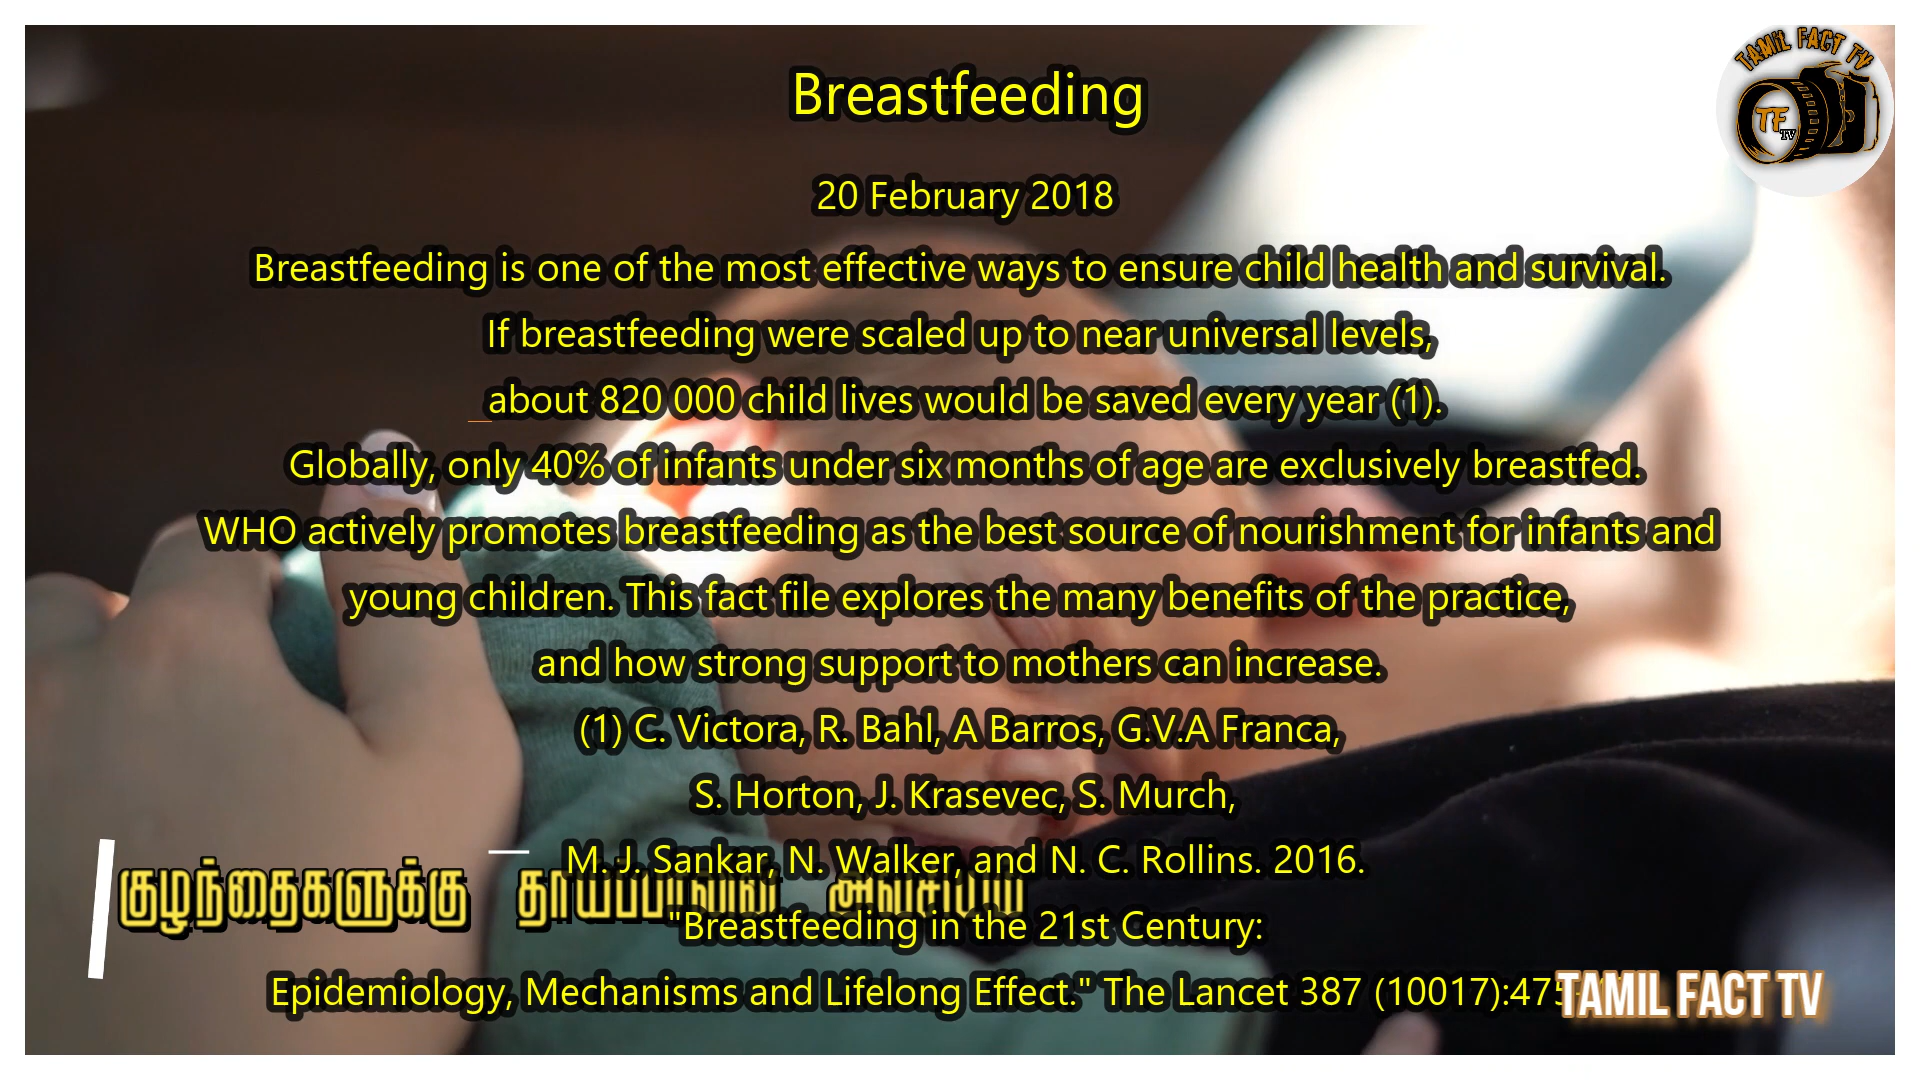 TAMIL FACT TV
TF
TV
Breastfeeding
20 February 2018
Breastfeeding is one of the most effective ways to ensure child health and survival.
If breastfeeding were scaled up to near universal levels,
about 820 000 child lives would be saved every year (1).
Globally, only 40% of infants under six months of age are exclusively breastfed.
WHO actively promotes breastfeeding as the best source of nourishment for infants and
young children. This fact file explores the many benefits of the practice,
and how strong support to mothers can increase.
(1) C. Victora, R. Bahl, A Barros, G.V.A Franca,
S. Horton, J. Krasevec, S. Murch,
M. J. Sankar, N. Walker, and N. C. Rollins. 2016.
குழந்தைகளுக்கு
"Breastfeeding in the 21st Century:
Epidemiology, Mechanisms and Lifelong Effect." The Lancet 387 (10017):475
TAMIL FACT TV